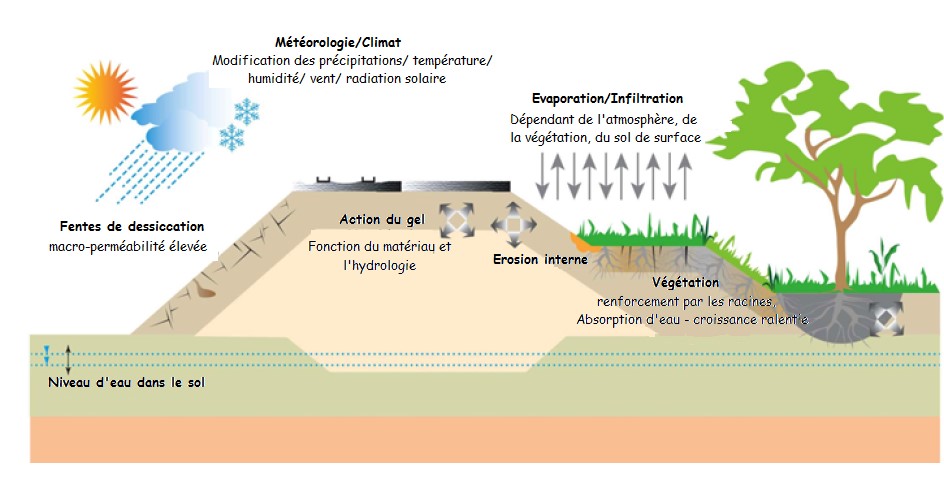 Météorologie/Climat
Modification des précipitations/ température/
humidité/ vent/ radiation solaire
Evaporation/Infiltration
Dépendant de l'atmosphère, de
la végétation, du sol de surface
Fentes de dessiccation
macro-perméabilité élevée
Action du gel
Fonction du matériau et
l'hydrologie
Erosion interne
Végétation
renforcement par les racines,
Absorption d'eau - croissance ralentie
Niveau d'eau dans le sol